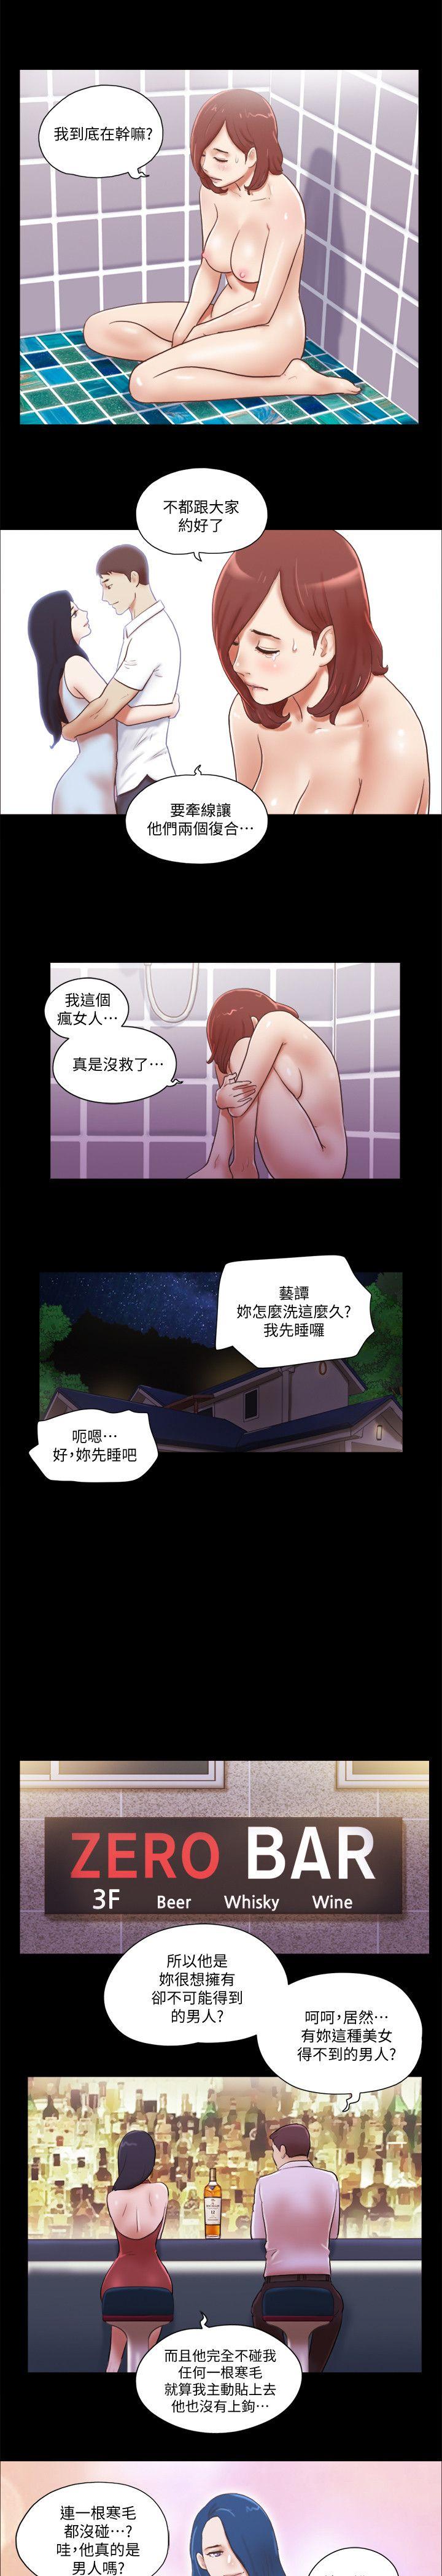 我到底在幹嘛?
不都跟大家
約好了
要牽線讓
他們兩個復合…
我這個
瘋女人…
真是沒救了…
藝譚
妳怎麼洗這麼久?
我先睡囉
呃嗯…
好,妳先睡吧
ZERO BAR
3F Beer Whisky Wine
所以他是
妳很想擁有
卻不可能得到
的男人?
呵呵,居然…
有妳這種美女
得不到的男人?
而且他完全不碰我
任何一根寒毛
就算我主動貼上去
他也沒有上鉤…
連一根寒毛
都沒碰…?
哇,他真的是
男人嗎?